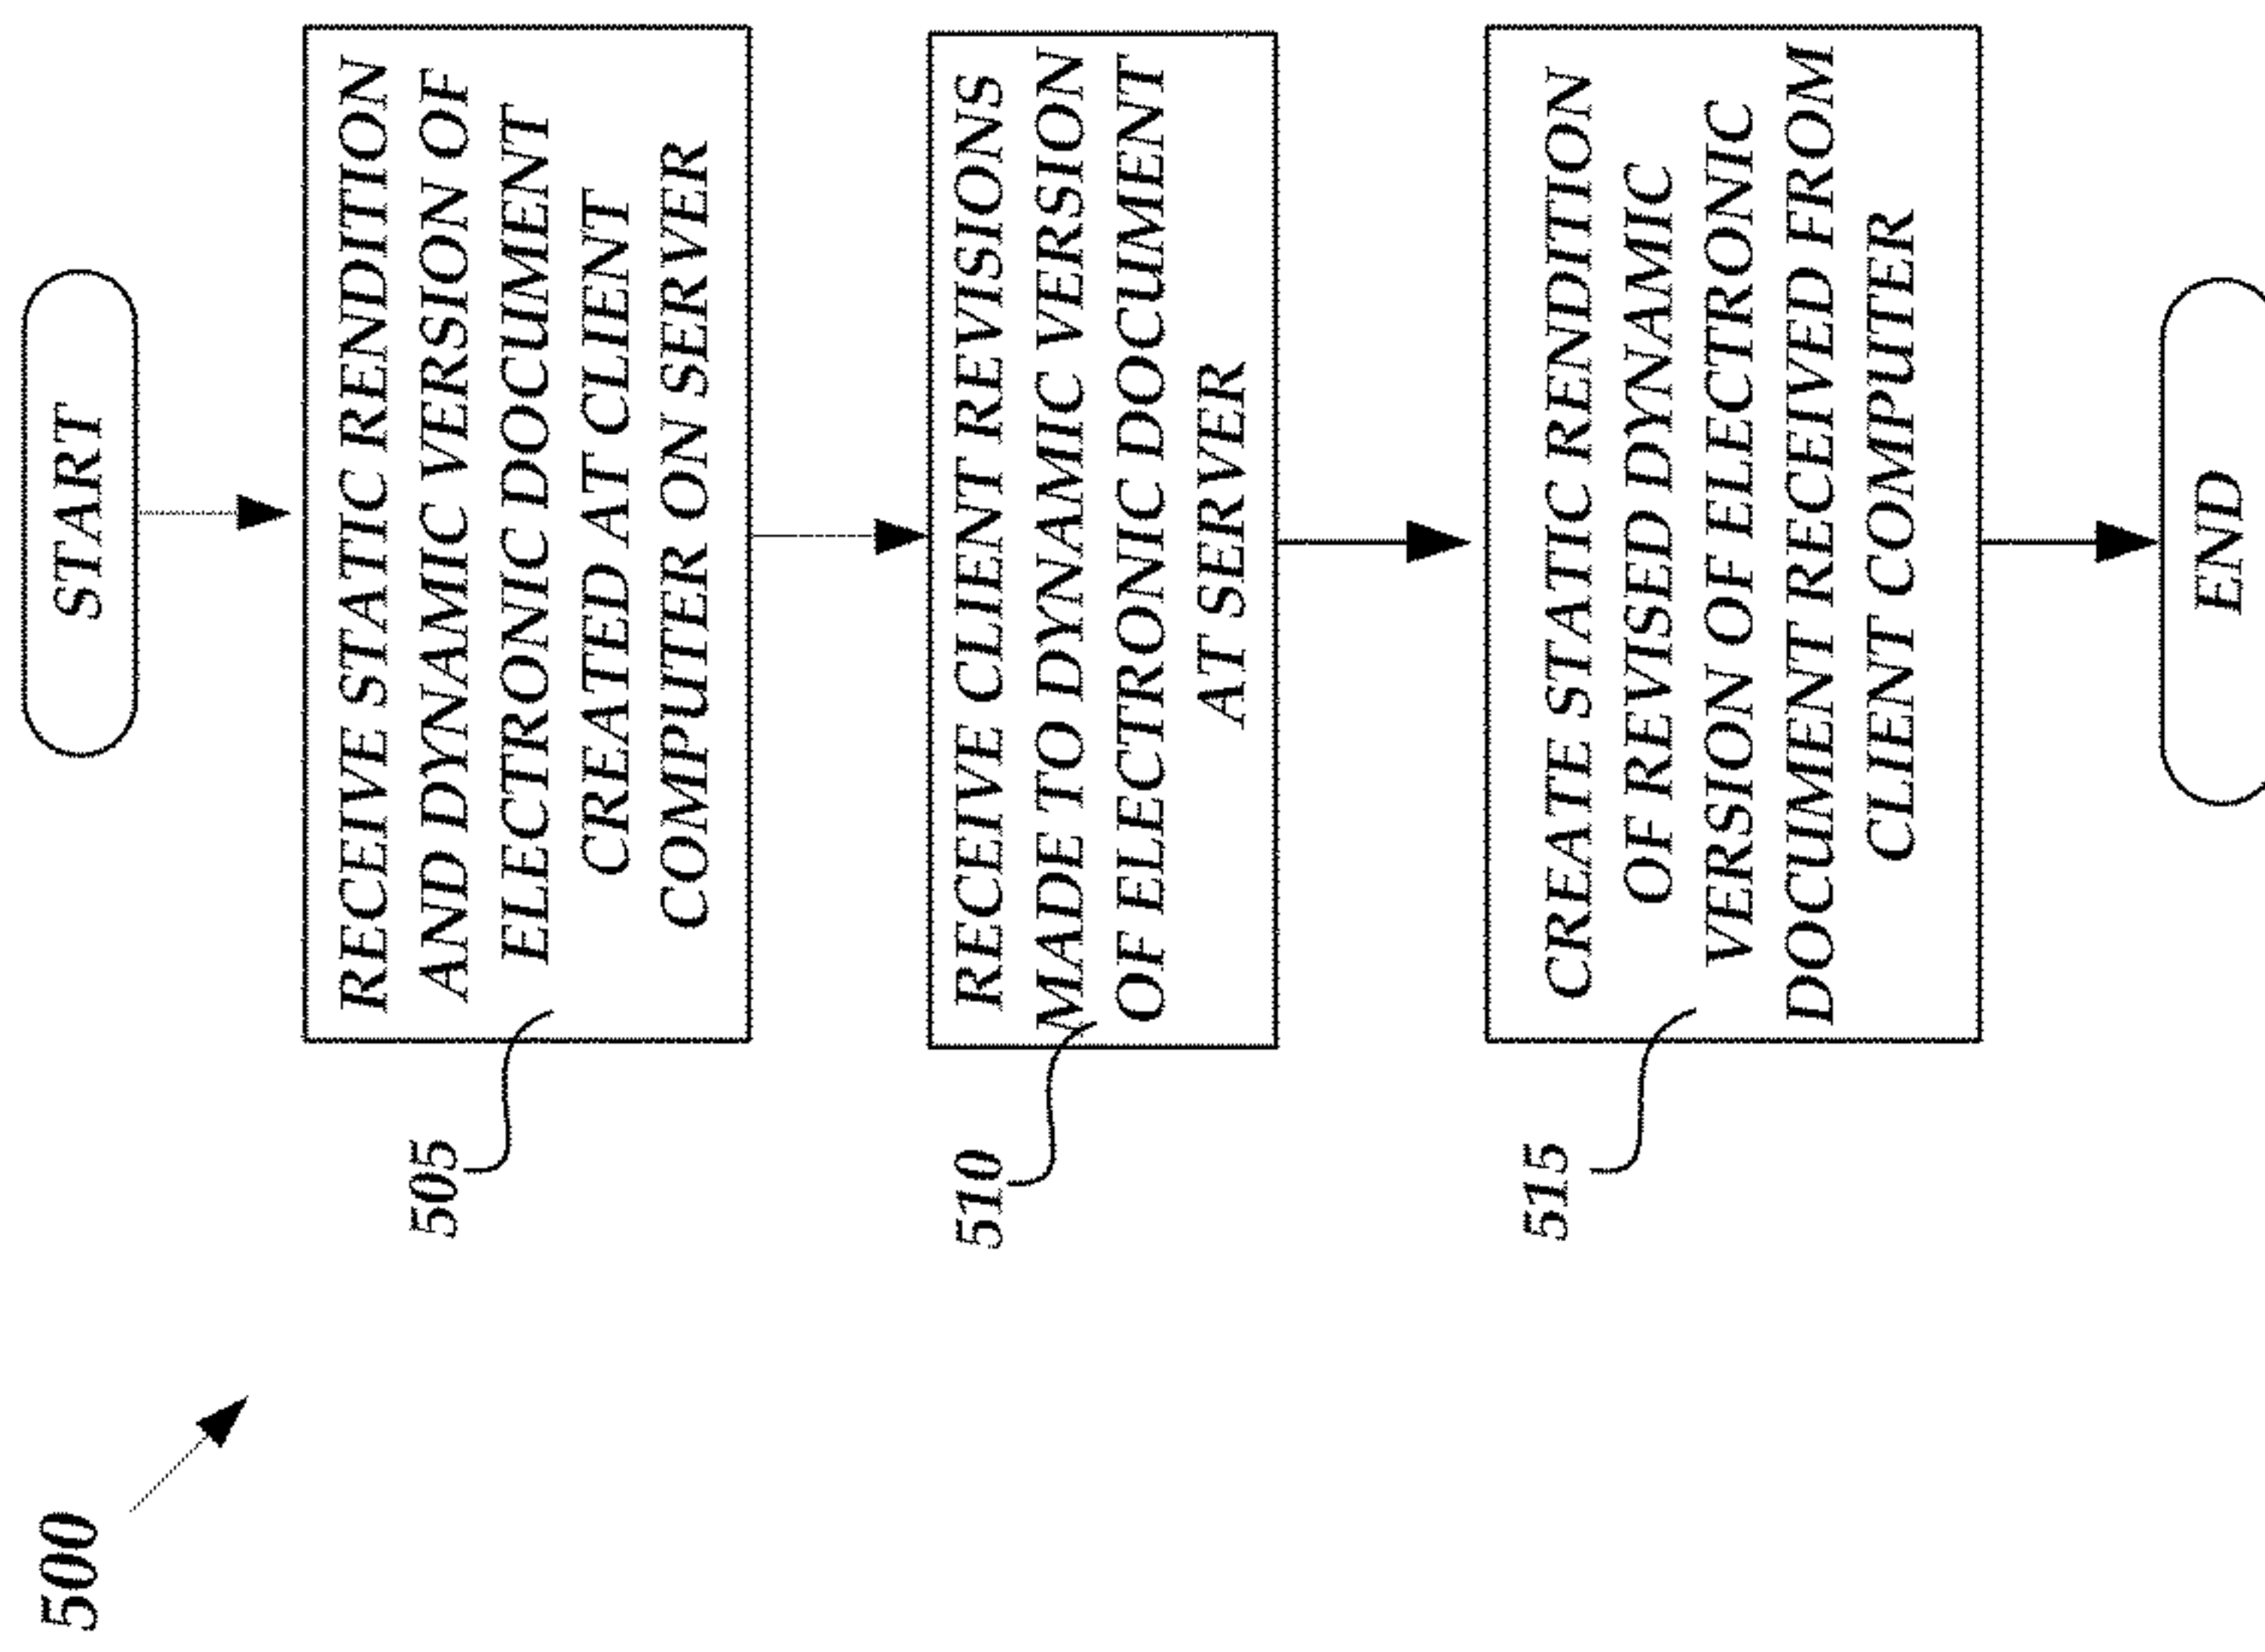 500
START
RECEIVE STATIC RENDITION
AND DYNAMIC VERSION OF
ELECTRONIC DOCUMENT
CREATED AT CLIENT
COMPUTER ON SERVER
505
RECEIVE CLIENT REVISIONS
MADE TO DYNAMIC VERSION
OF ELECTRONIC DOCUMENT
AT SERVER
510
CREATE STATIC RENDITION
OF REVISED DYNAMIC
VERSION OF ELECTRONIC
DOCUMENT RECEIVED FROM
CLIENT COMPUTER
515
END